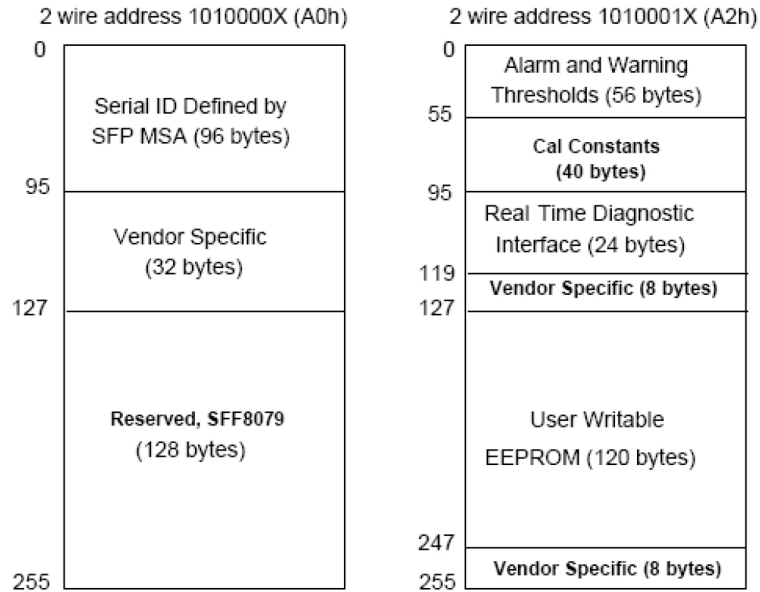 2 wire address 1010000X (A0h)
0
Serial ID Defined by
SFP MSA (96 bytes)
95
Vendor Specific
(32 bytes)
127
Reserved, SFF8079
(128 bytes)
255
2 wire address 1010001X (A2h)
0
Alarm and Warning
Thresholds (56 bytes)
55
Cal Constants
(40 bytes)
95
Real Time Diagnostic
Interface (24 bytes)
119
Vendor Specific (8 bytes)
127
User Writable
EEPROM (120 bytes)
247
Vendor Specific (8 bytes)
255